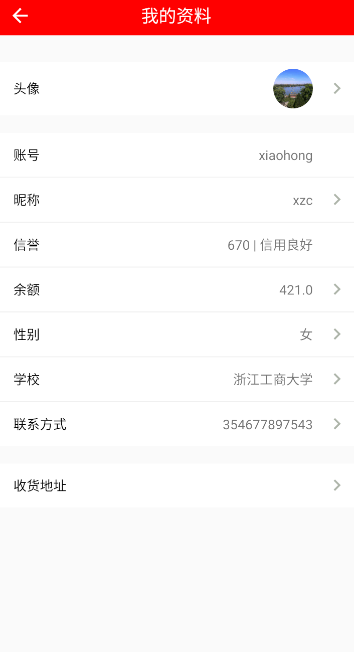 我的资料
头像
账号 xiaohong
昵称 xzc
信誉 670 | 信用良好
余额 421.0
性别 女
学校 浙江工商大学
联系方式 354677897543
收货地址